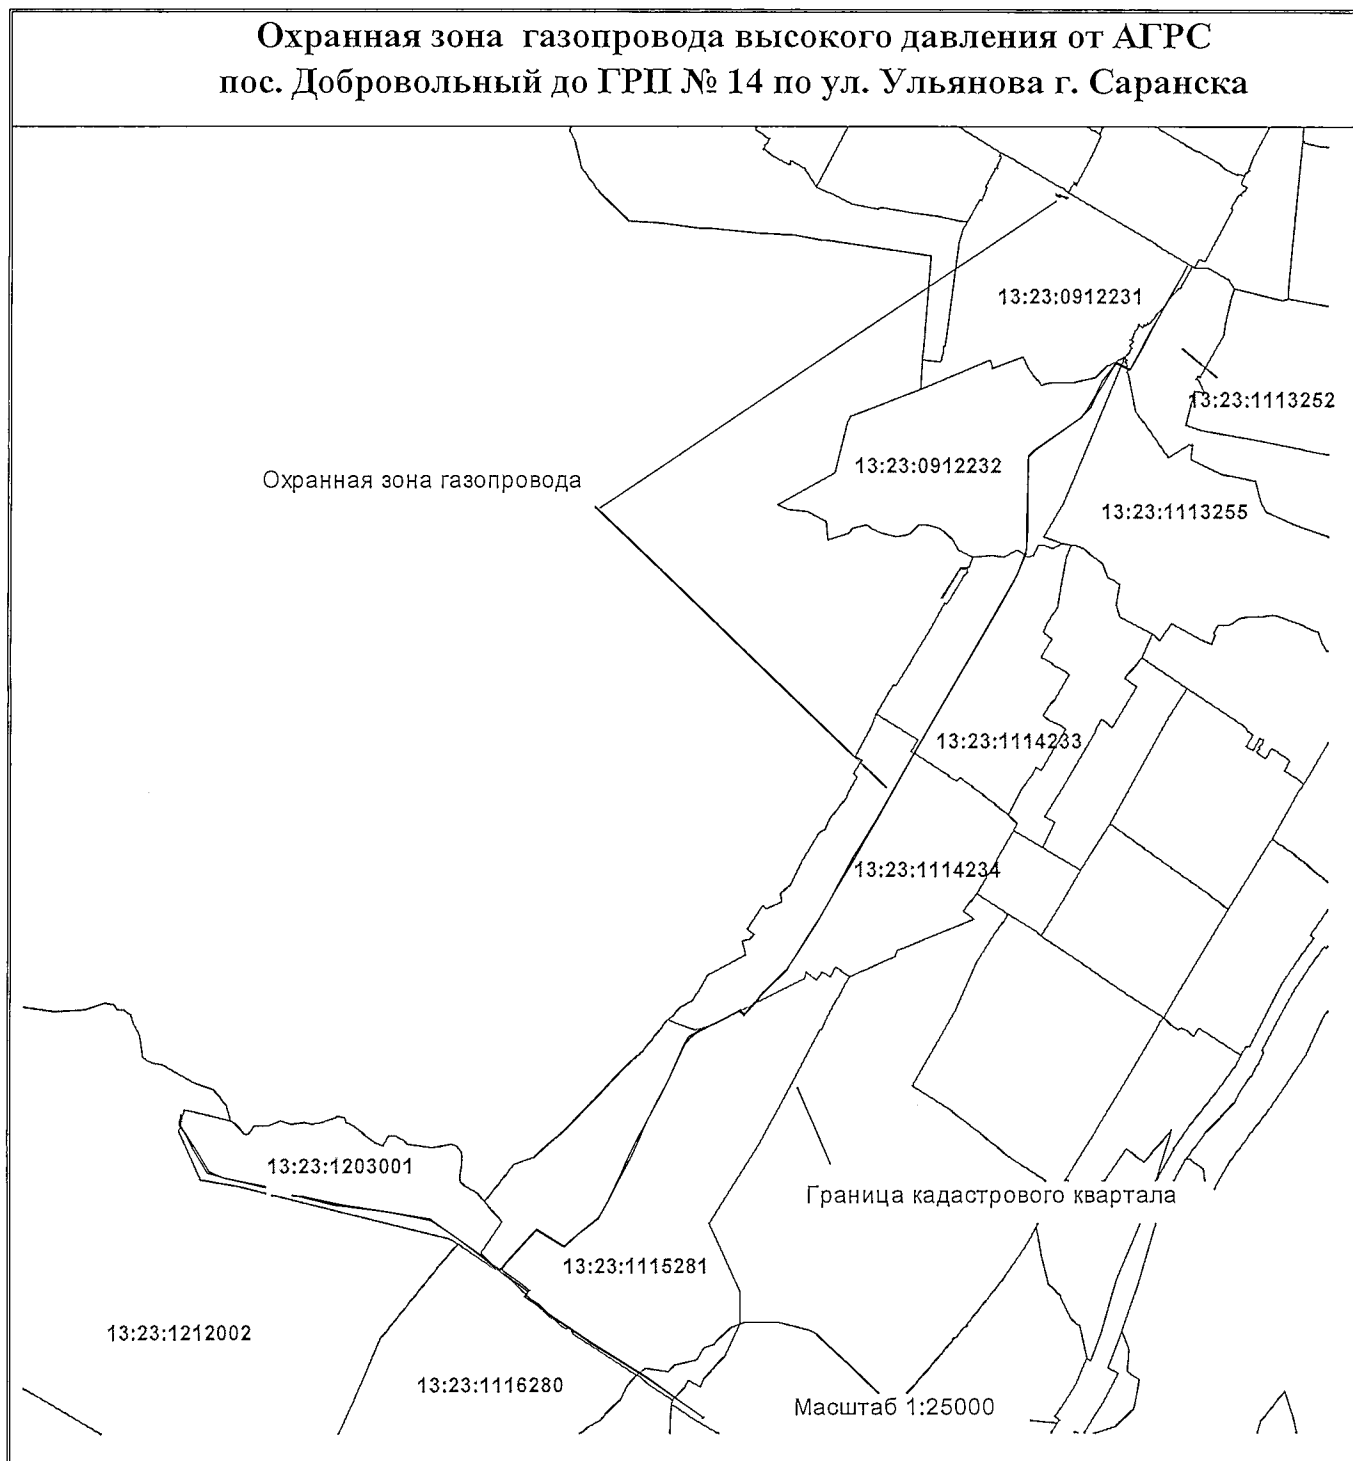 Охранная зона газопровода высокого давления от АГРС
пос. Добровольный до ГРП № 14 по ул. Ульянова г. Саранска
13:23:0912231
13:23:1113252
13:23:0912232
Охранная зона газопровода
13:23:1113255
13:23:1114233
13:23:1114234
13:23:1203001
Граница кадастрового квартала
13:23:1115281
13:23:1212002
13:23:1116280
Масштаб 1:25000